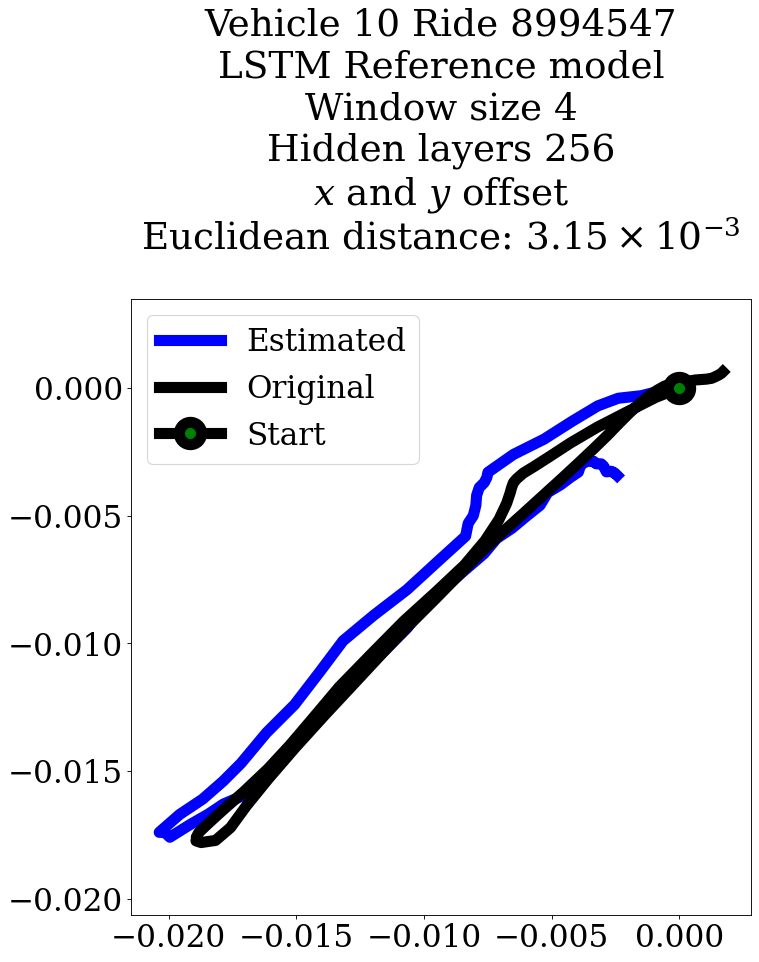 Vehicle 10 Ride 8994547
LSTM Reference model
Window size 4
Hidden layers 256
x and y offset
Euclidean distance: 3.15 × 10⁻³
Estimated
Original
Start
0.000
−0.005
−0.010
−0.015
−0.020
−0.020 −0.015 −0.010 −0.005 0.000